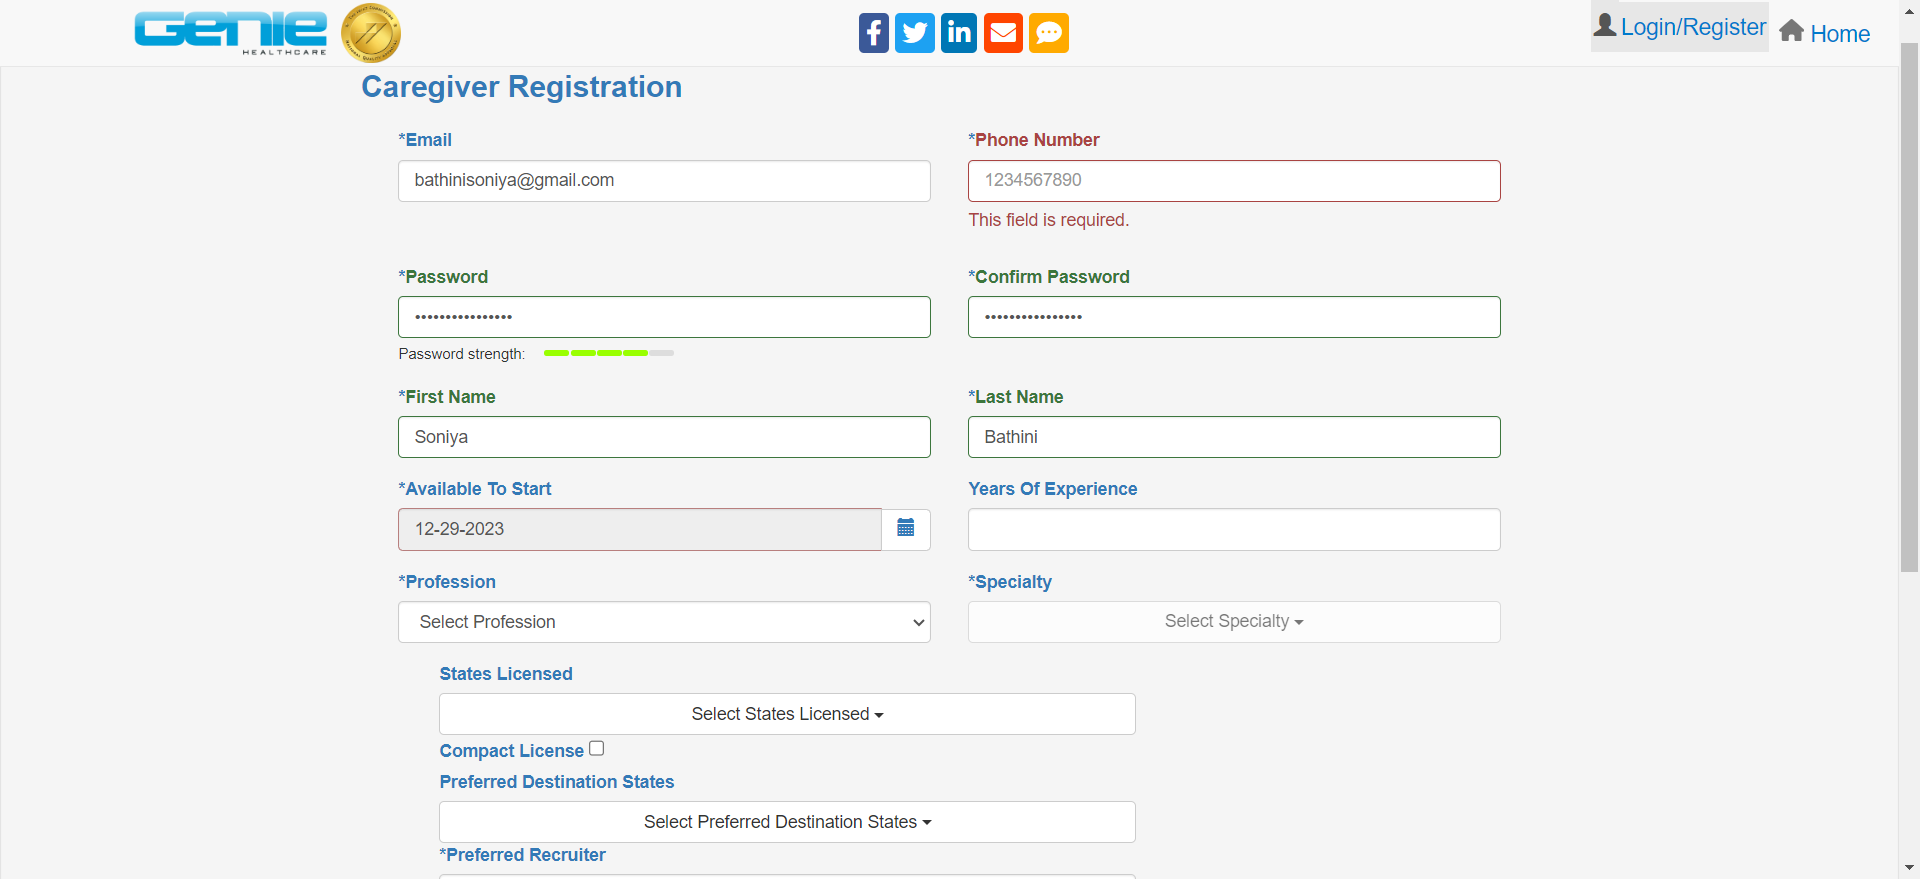 GENIE
HEALTHCARE
Login/Register
Home
Caregiver Registration
*Email
*Phone Number
bathinisoniya@gmail.com
1234567890
This field is required.
*Password
*Confirm Password
••••••••••••••••
••••••••••••••••
Password strength:
*First Name
*Last Name
Soniya
Bathini
*Available To Start
Years Of Experience
12-29-2023
*Profession
*Specialty
Select Profession
Select Specialty
States Licensed
Select States Licensed
Compact License
Preferred Destination States
Select Preferred Destination States
*Preferred Recruiter